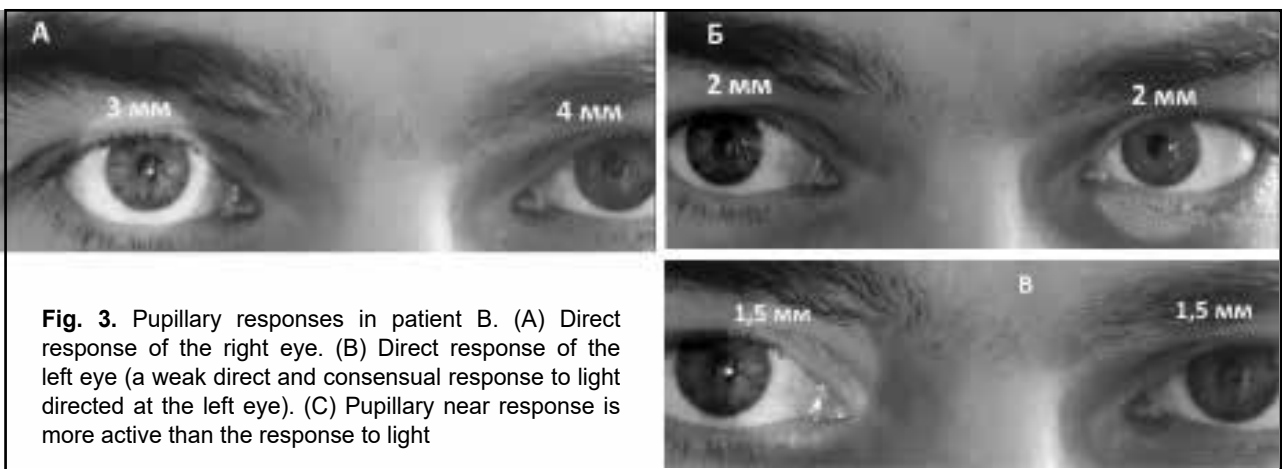 А
3 мм
4 мм
Б
2 мм
2 мм
В
1,5 мм
1,5 мм
Fig. 3. Pupillary responses in patient B. (A) Direct
response of the right eye. (B) Direct response of the
left eye (a weak direct and consensual response to light
directed at the left eye). (C) Pupillary near response is
more active than the response to light